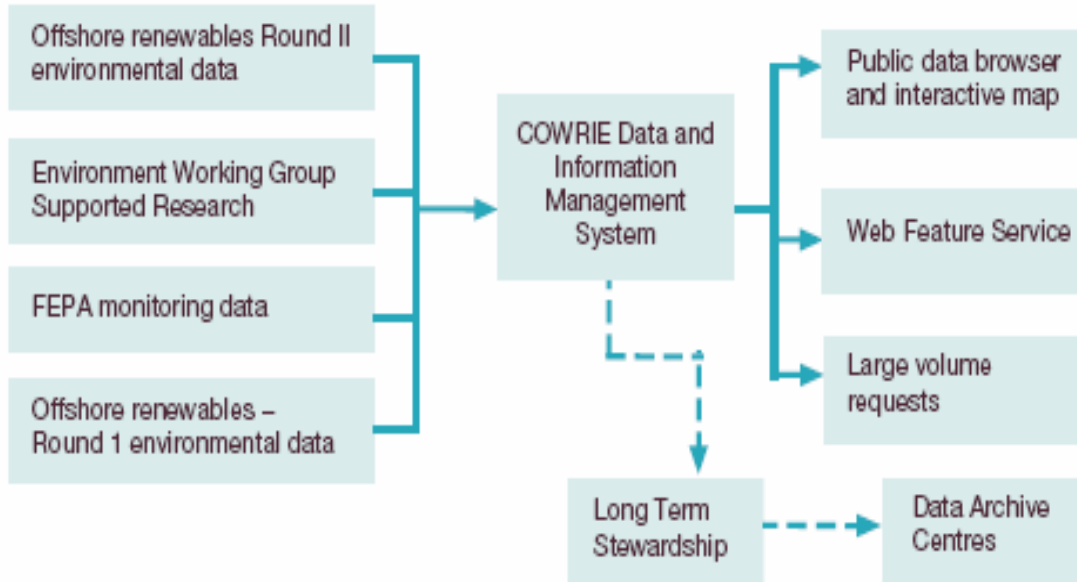 Offshore renewables Round II
environmental data
Environment Working Group
Supported Research
FEPA monitoring data
Offshore renewables –
Round 1 environmental data
COWRIE Data and
Information
Management
System
Public data browser
and interactive map
Web Feature Service
Large volume
requests
Long Term
Stewardship
Data Archive
Centres